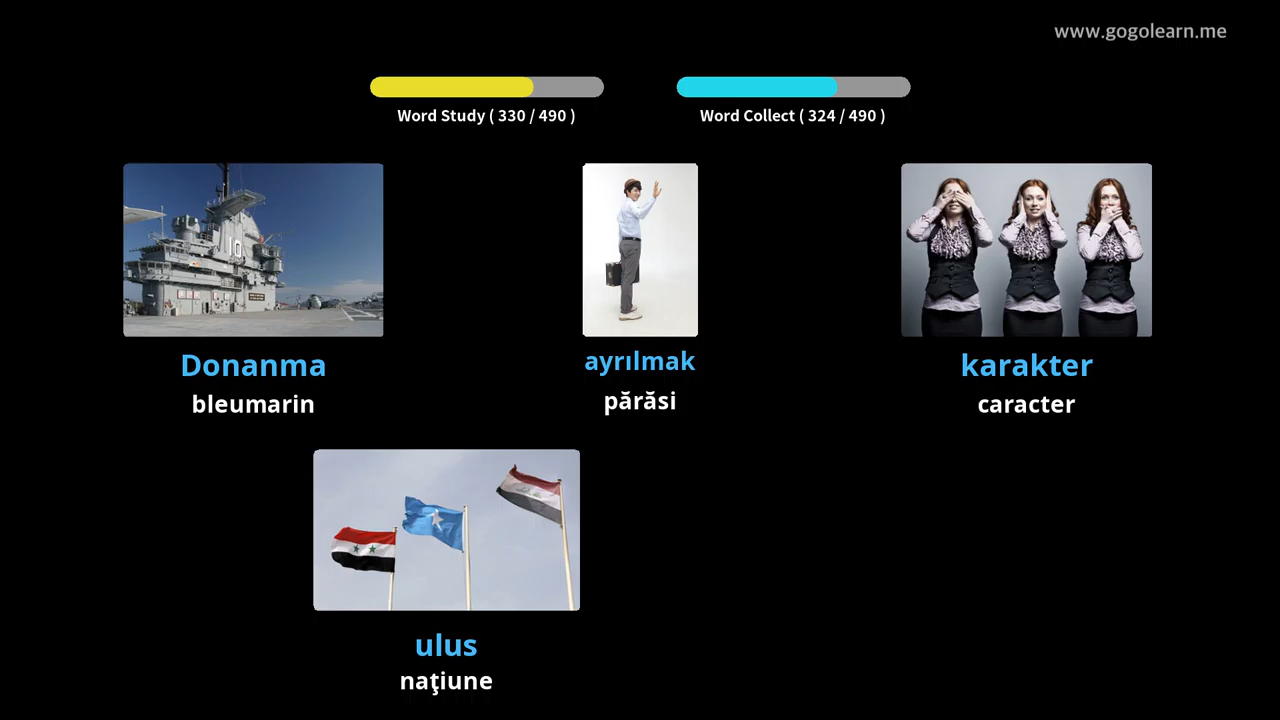 www.gogolearn.me
Word Study ( 330 / 490 )
Word Collect ( 324 / 490 )
10
Donanma
bleumarin
ayrılmak
părăsi
karakter
caracter
ulus
naţiune